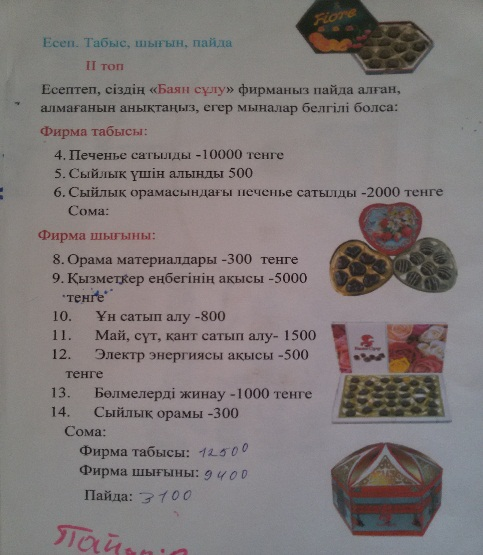 Fiore
Есеп. Табыс, шығын, пайда
II топ
Есептеп, сіздің «Баян сұлу» фирманыз пайда алған,
алмағанын анықтаңыз, егер мыналар белгілі болса:
Фирма табысы:
4. Печенье сатылды -10000 тенге
5. Сыйлық үшін алынды 500
6. Сыйлық орамасындағы печенье сатылды -2000 тенге
Сома:
Фирма шығыны:
8. Орама материалдары -300 тенге
9. Қызметкер еңбегінің ақысы -5000
тенге
10. Ұн сатып алу -800
11. Май, сүт, қант сатып алу- 1500
12. Электр энергиясы ақысы -500
тенге
13. Бөлмелерді жинау -1000 тенге
14. Сыйлық орамы -300
Сома:
Фирма табысы: 12500
Фирма шығыны: 9400
Пайда: 3100